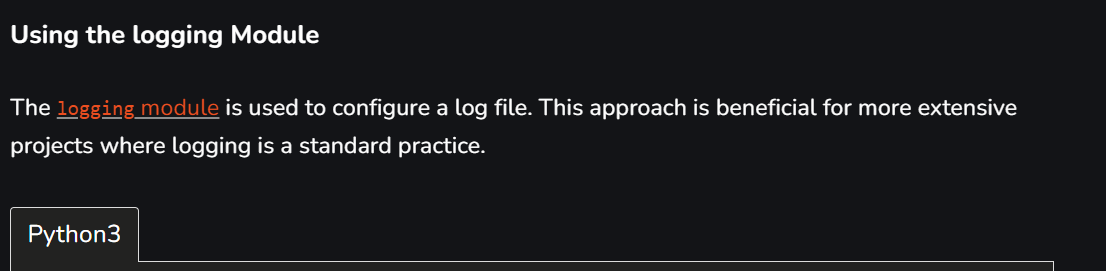 Using the logging Module
The logging module is used to configure a log file. This approach is beneficial for more extensive
projects where logging is a standard practice.
Python3